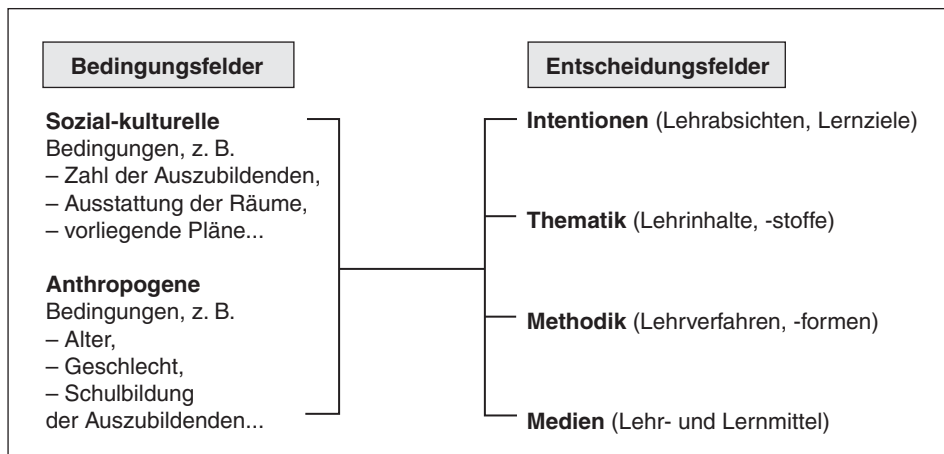 Bedingungsfelder
Sozial-kulturelle
Bedingungen, z. B.
– Zahl der Auszubildenden,
– Ausstattung der Räume,
– vorliegende Pläne...
Anthropogene
Bedingungen, z. B.
– Alter,
– Geschlecht,
– Schulbildung
der Auszubildenden...
Entscheidungsfelder
Intentionen (Lehrabsichten, Lernziele)
Thematik (Lehrinhalte, -stoffe)
Methodik (Lehrverfahren, -formen)
Medien (Lehr- und Lernmittel)